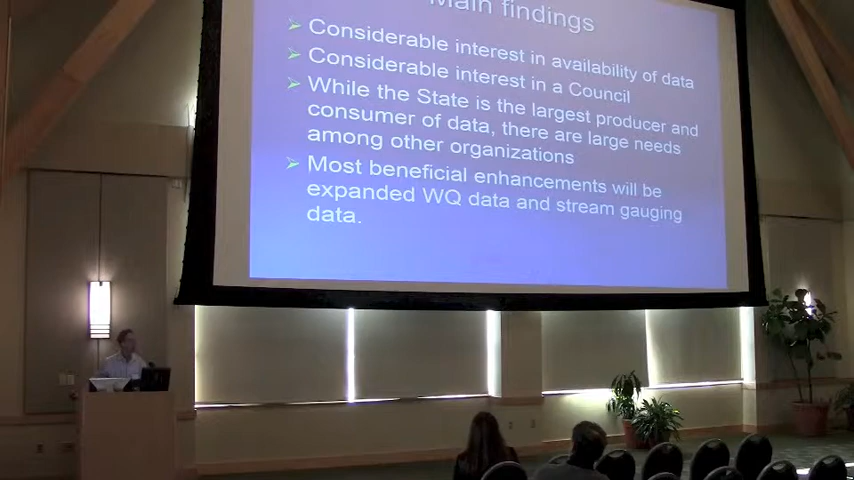 Main findings
Considerable interest in availability of data
Considerable interest in a Council
While the State is the largest producer and
consumer of data, there are large needs
among other organizations
Most beneficial enhancements will be
expanded WQ data and stream gauging
data.